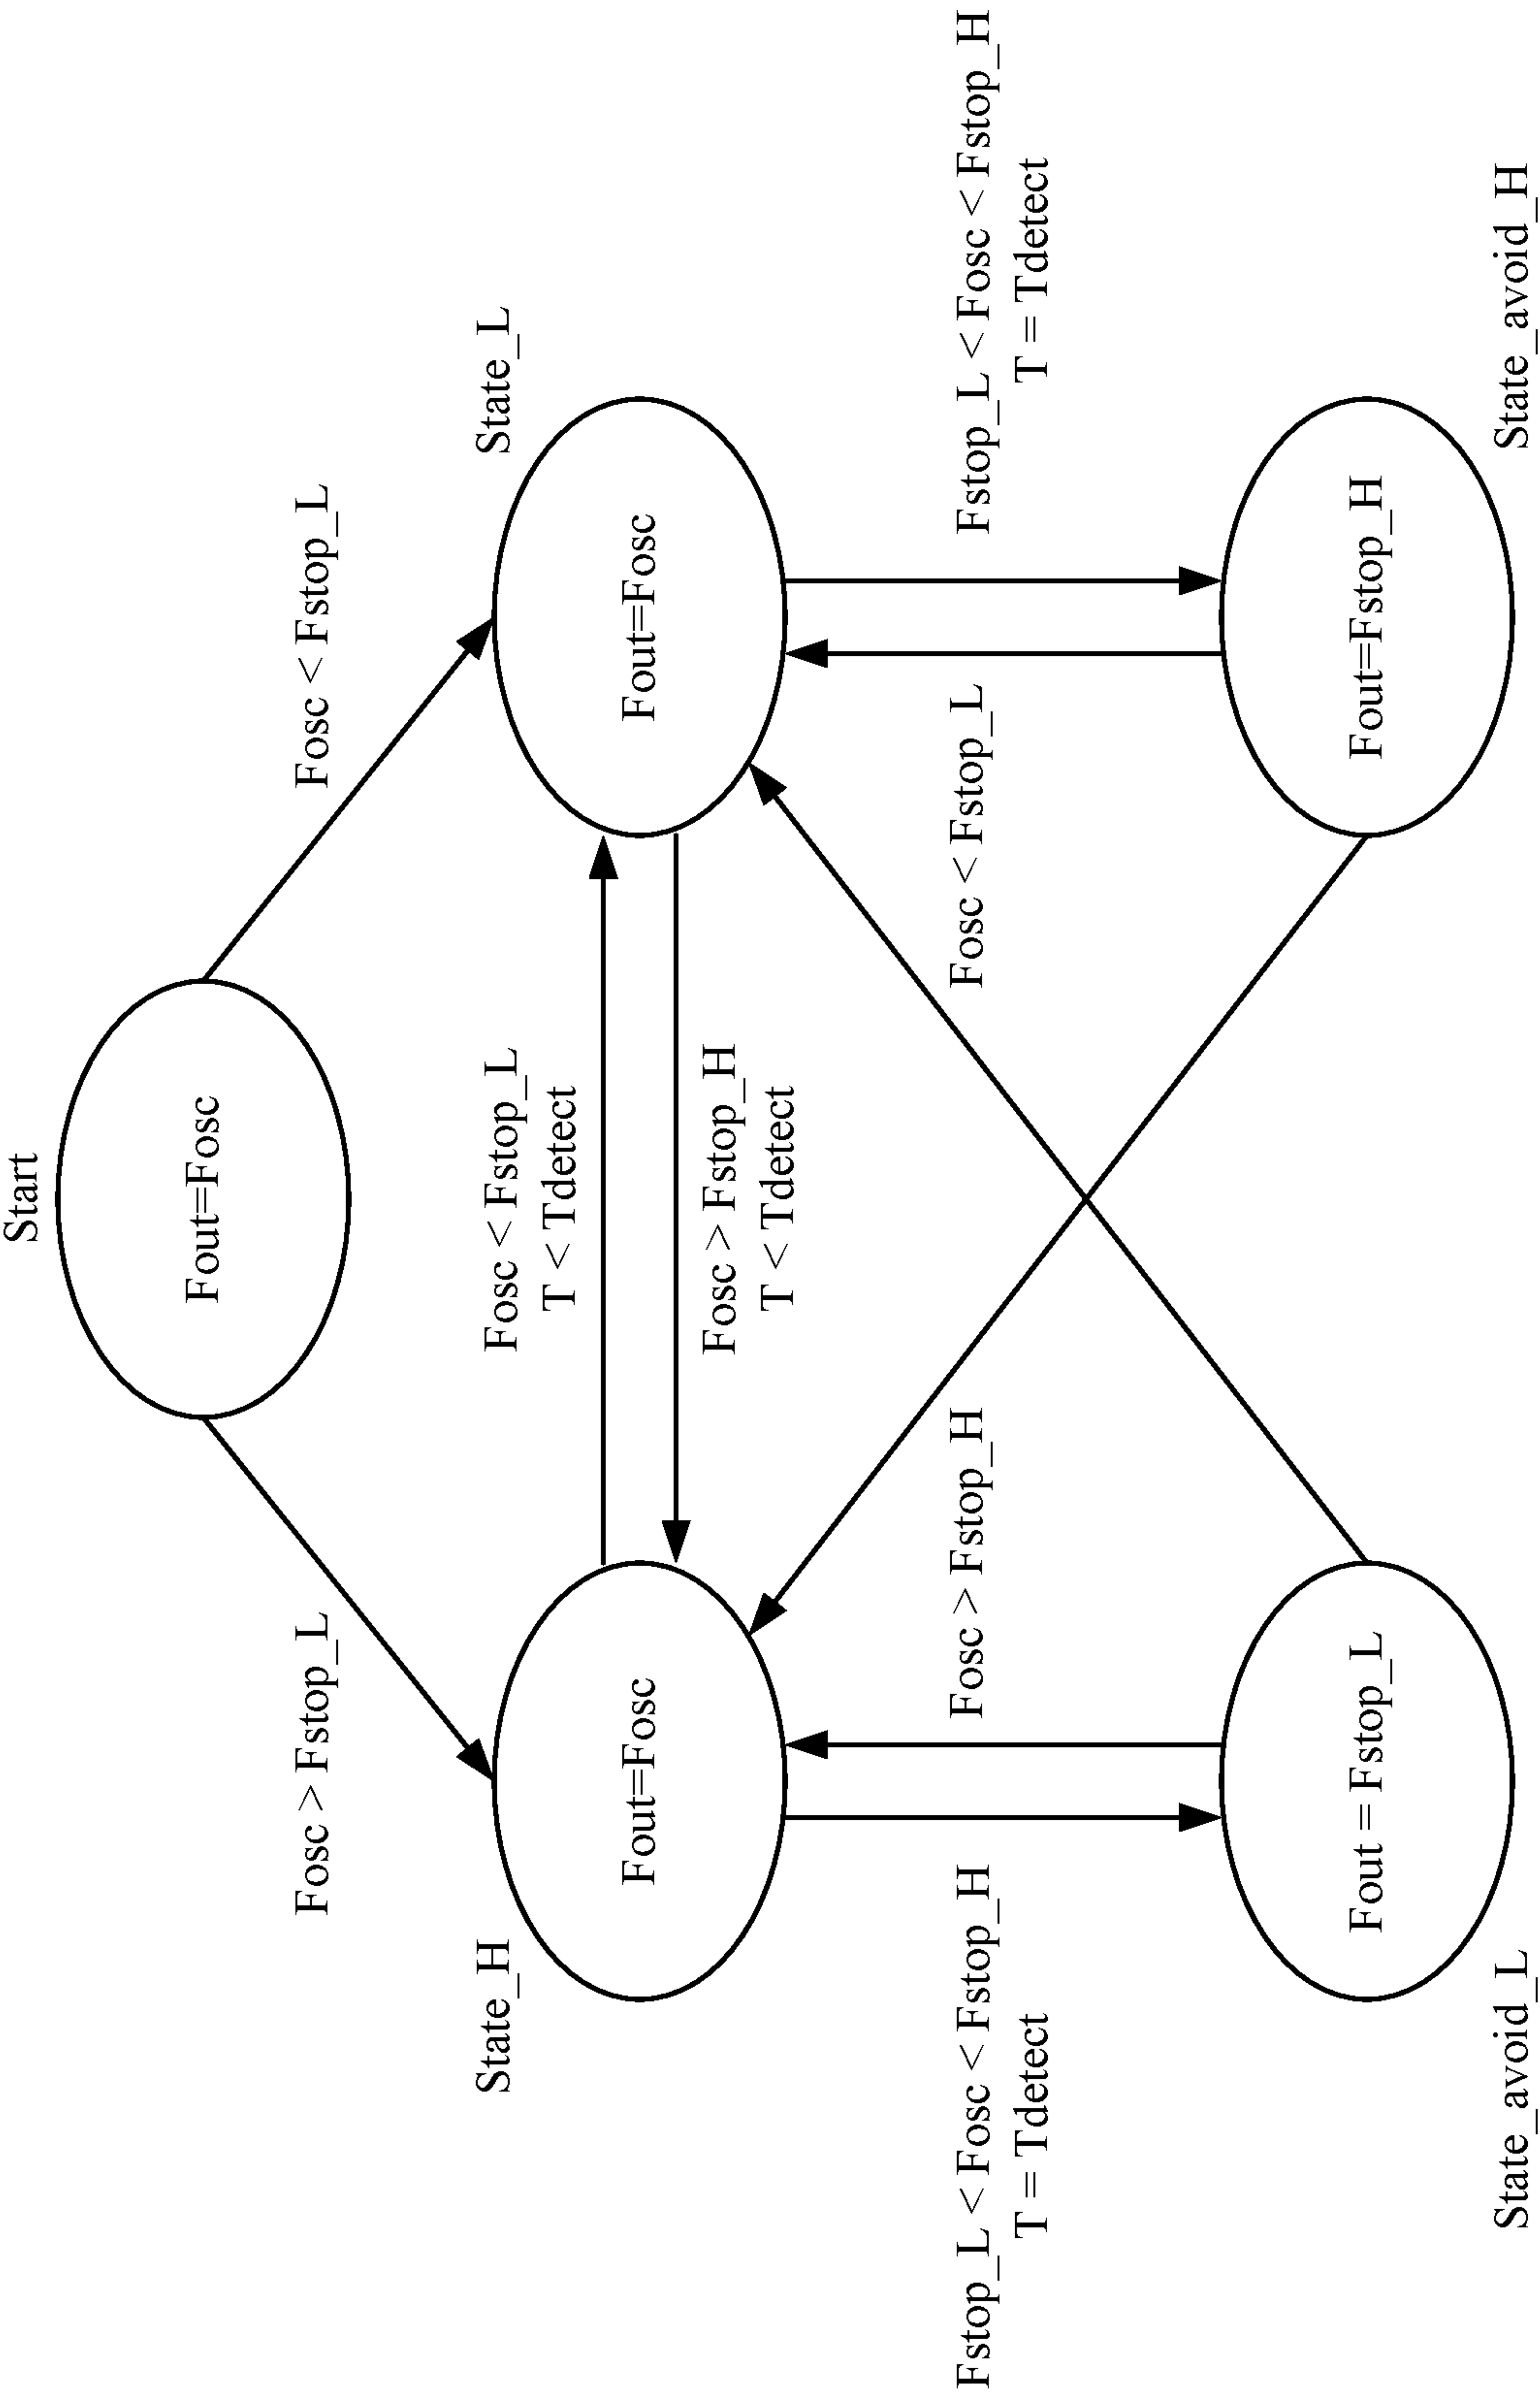 Start
Fout=Fosc
Fosc > Fstop_L
Fosc < Fstop_L
State_H
Fosc < Fstop_L
T < Tdetect
State_L
Fout=Fosc
Fout=Fosc
Fosc > Fstop_H
T < Tdetect
Fstop_L < Fosc < Fstop_H
T = Tdetect
Fosc > Fstop_H
Fosc < Fstop_L
Fstop_L < Fosc < Fstop_H
T = Tdetect
Fout = Fstop_L
Fout=Fstop_H
State_avoid_L
State_avoid_H